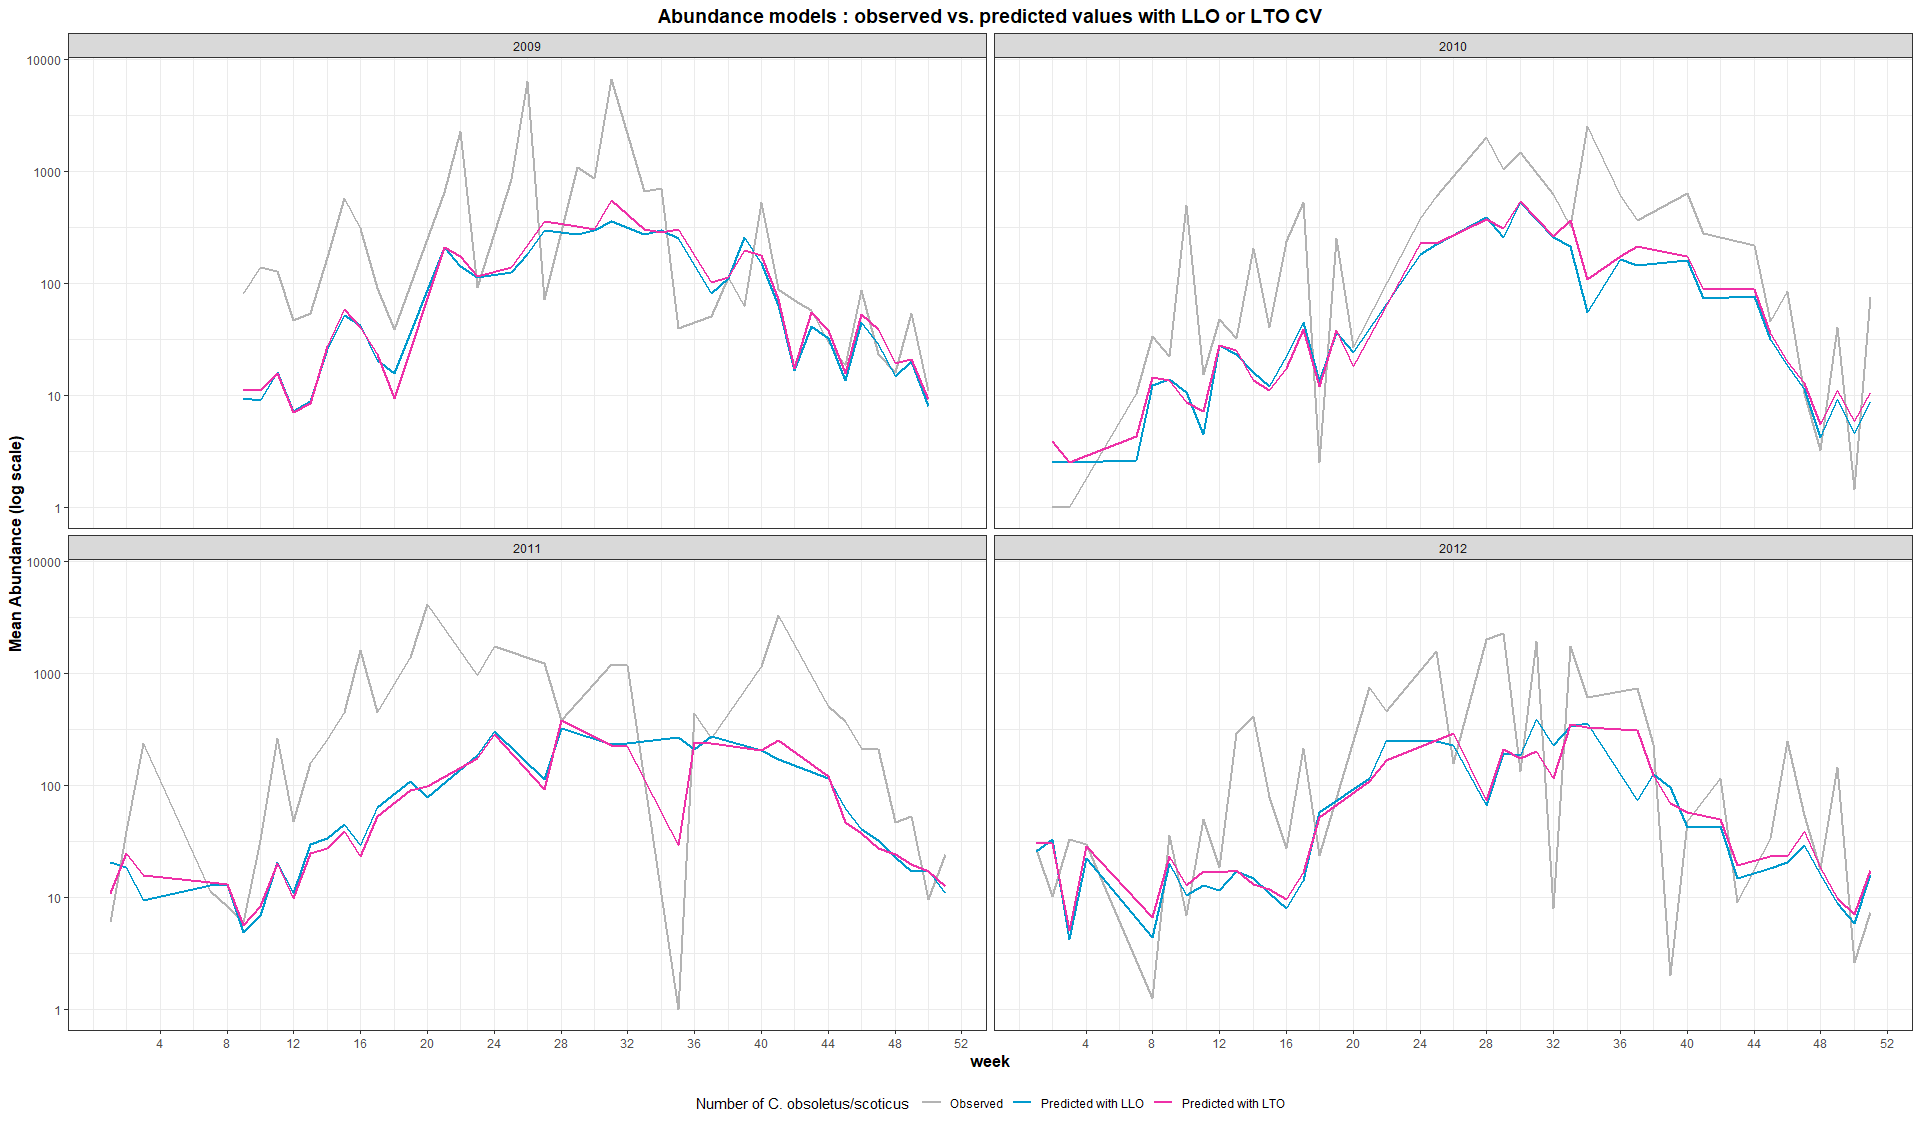 Abundance models : observed vs. predicted values with LLO or LTO CV
2009
2010
10000
1000
100
10
1
2011
2012
10000
1000
100
10
1
Mean Abundance (log scale)
4 8 12 16 20 24 28 32 36 40 44 48 52
4 8 12 16 20 24 28 32 36 40 44 48 52
week
Number of C. obsoletus/scoticus Observed Predicted with LLO Predicted with LTO